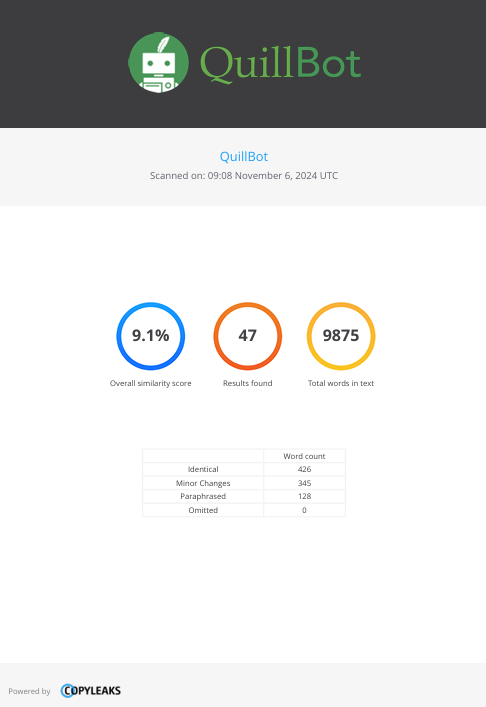 QuillBot
QuillBot
Scanned on: 09:08 November 6, 2024 UTC
9.1% 47 9875
Overall similarity score Results found Total words in text
Word count
Identical 426
Minor Changes 345
Paraphrased 128
Omitted 0
Powered by COPYLEAKS